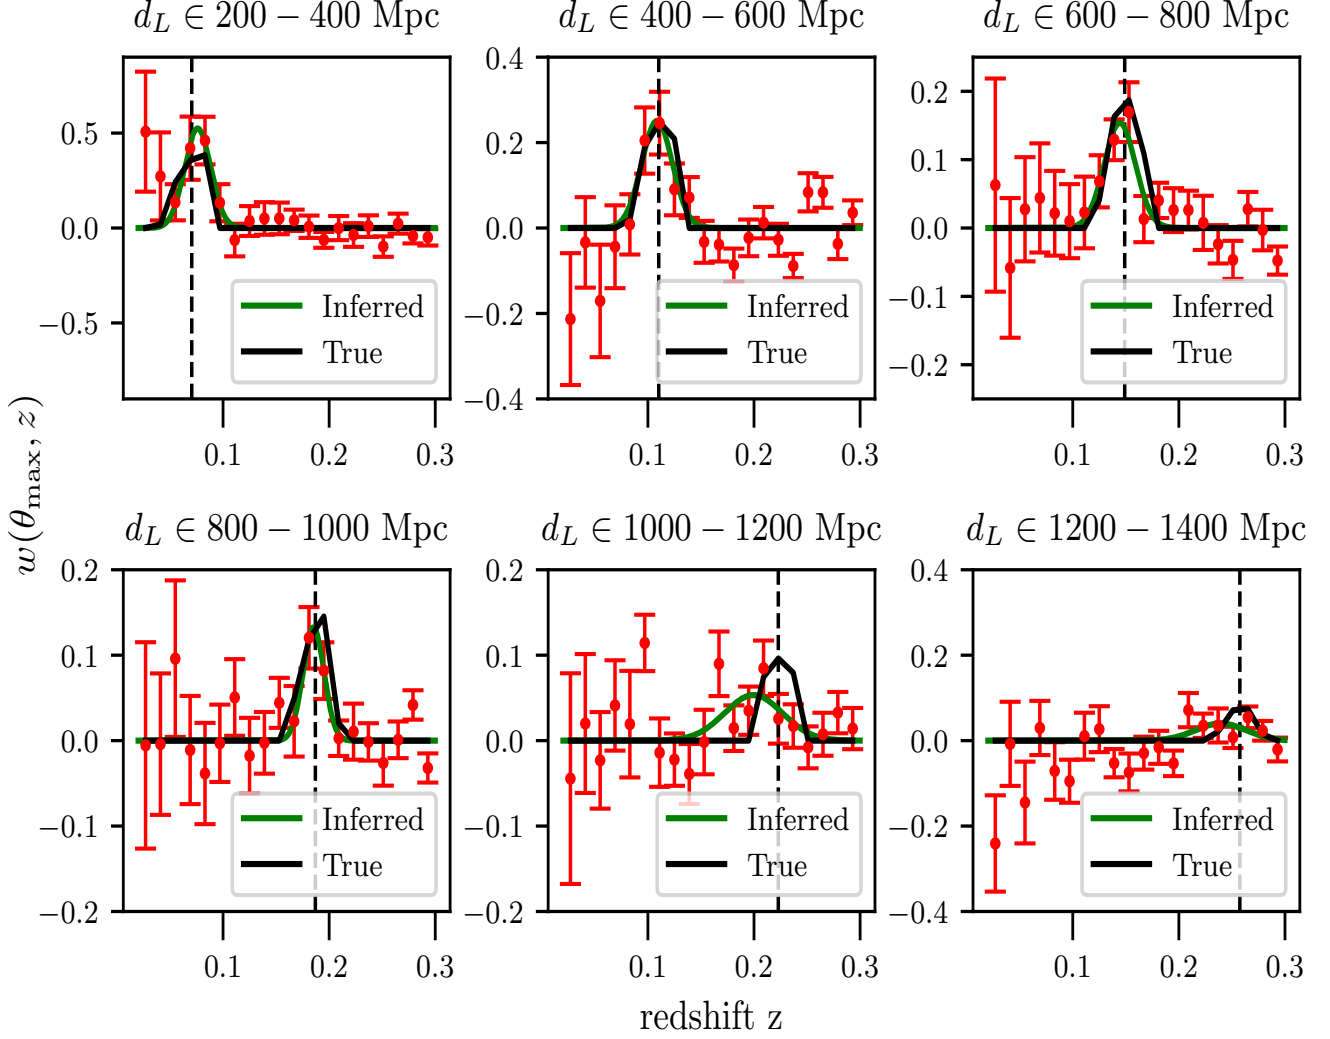 d_L ∈ 200 − 400 Mpc
d_L ∈ 400 − 600 Mpc
d_L ∈ 600 − 800 Mpc
0.5
0.0
−0.5
0.1 0.2 0.3
Inferred
True
0.4
0.2
0.0
−0.2
−0.4
0.1 0.2 0.3
Inferred
True
0.2
0.1
0.0
−0.1
−0.2
0.1 0.2 0.3
Inferred
True
w(θ_max, z)
d_L ∈ 800 − 1000 Mpc
d_L ∈ 1000 − 1200 Mpc
d_L ∈ 1200 − 1400 Mpc
0.2
0.1
0.0
−0.1
−0.2
0.1 0.2 0.3
Inferred
True
0.2
0.1
0.0
−0.1
−0.2
0.1 0.2 0.3
Inferred
True
0.4
0.2
0.0
−0.2
−0.4
0.1 0.2 0.3
Inferred
True
redshift z